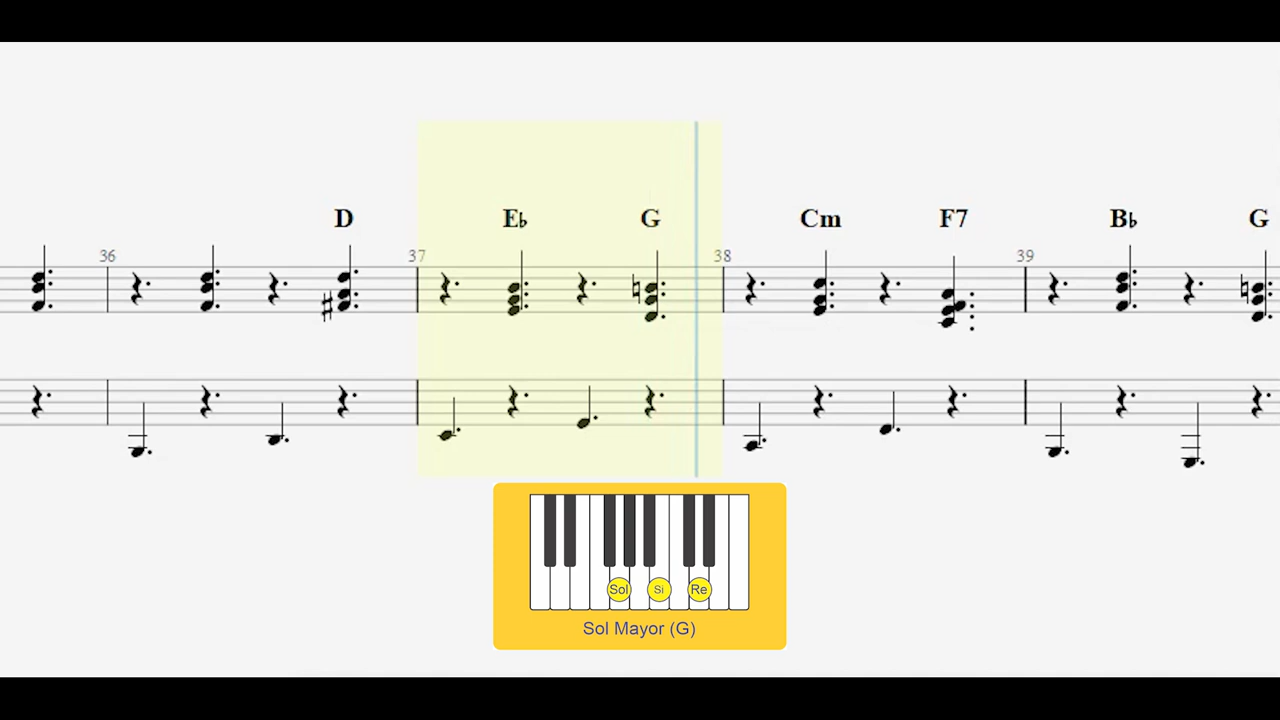 D E♭ G Cm F7 B♭ G
36 37 38 39
Sol Si Re
Sol Mayor (G)